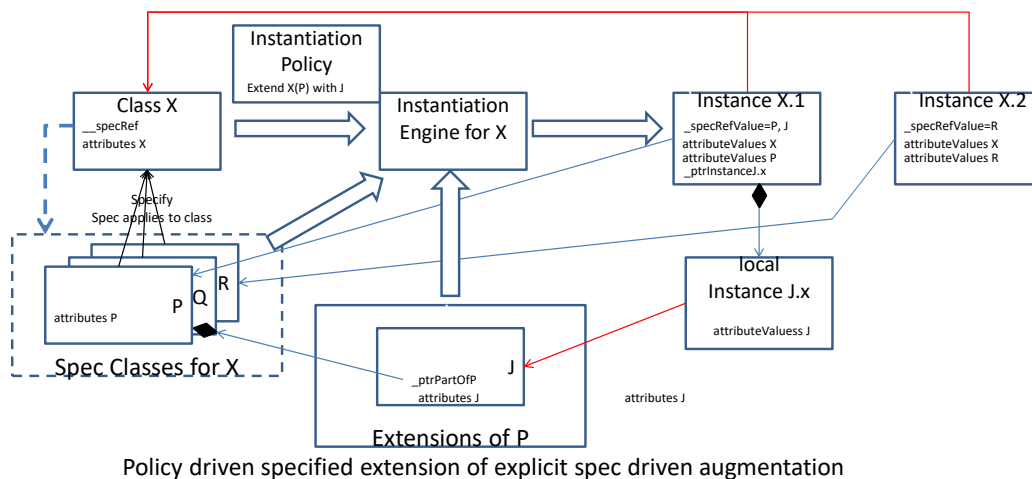 Instantiation
Policy
Extend X(P) with J
Class X
__specRef
attributes X
Instantiation
Engine for X
Instance X.1
_specRefValue=P, J
attributeValues X
attributeValues P
_ptrInstanceJ.x
Instance X.2
_specRefValue=R
attributeValues X
attributeValues R
Specify
Spec applies to class
R
Q
P
attributes P
Spec Classes for X
local
Instance J.x
attributeValuess J
J
_ptrPartOfP
attributes J
attributes J
Extensions of P
Policy driven specified extension of explicit spec driven augmentation